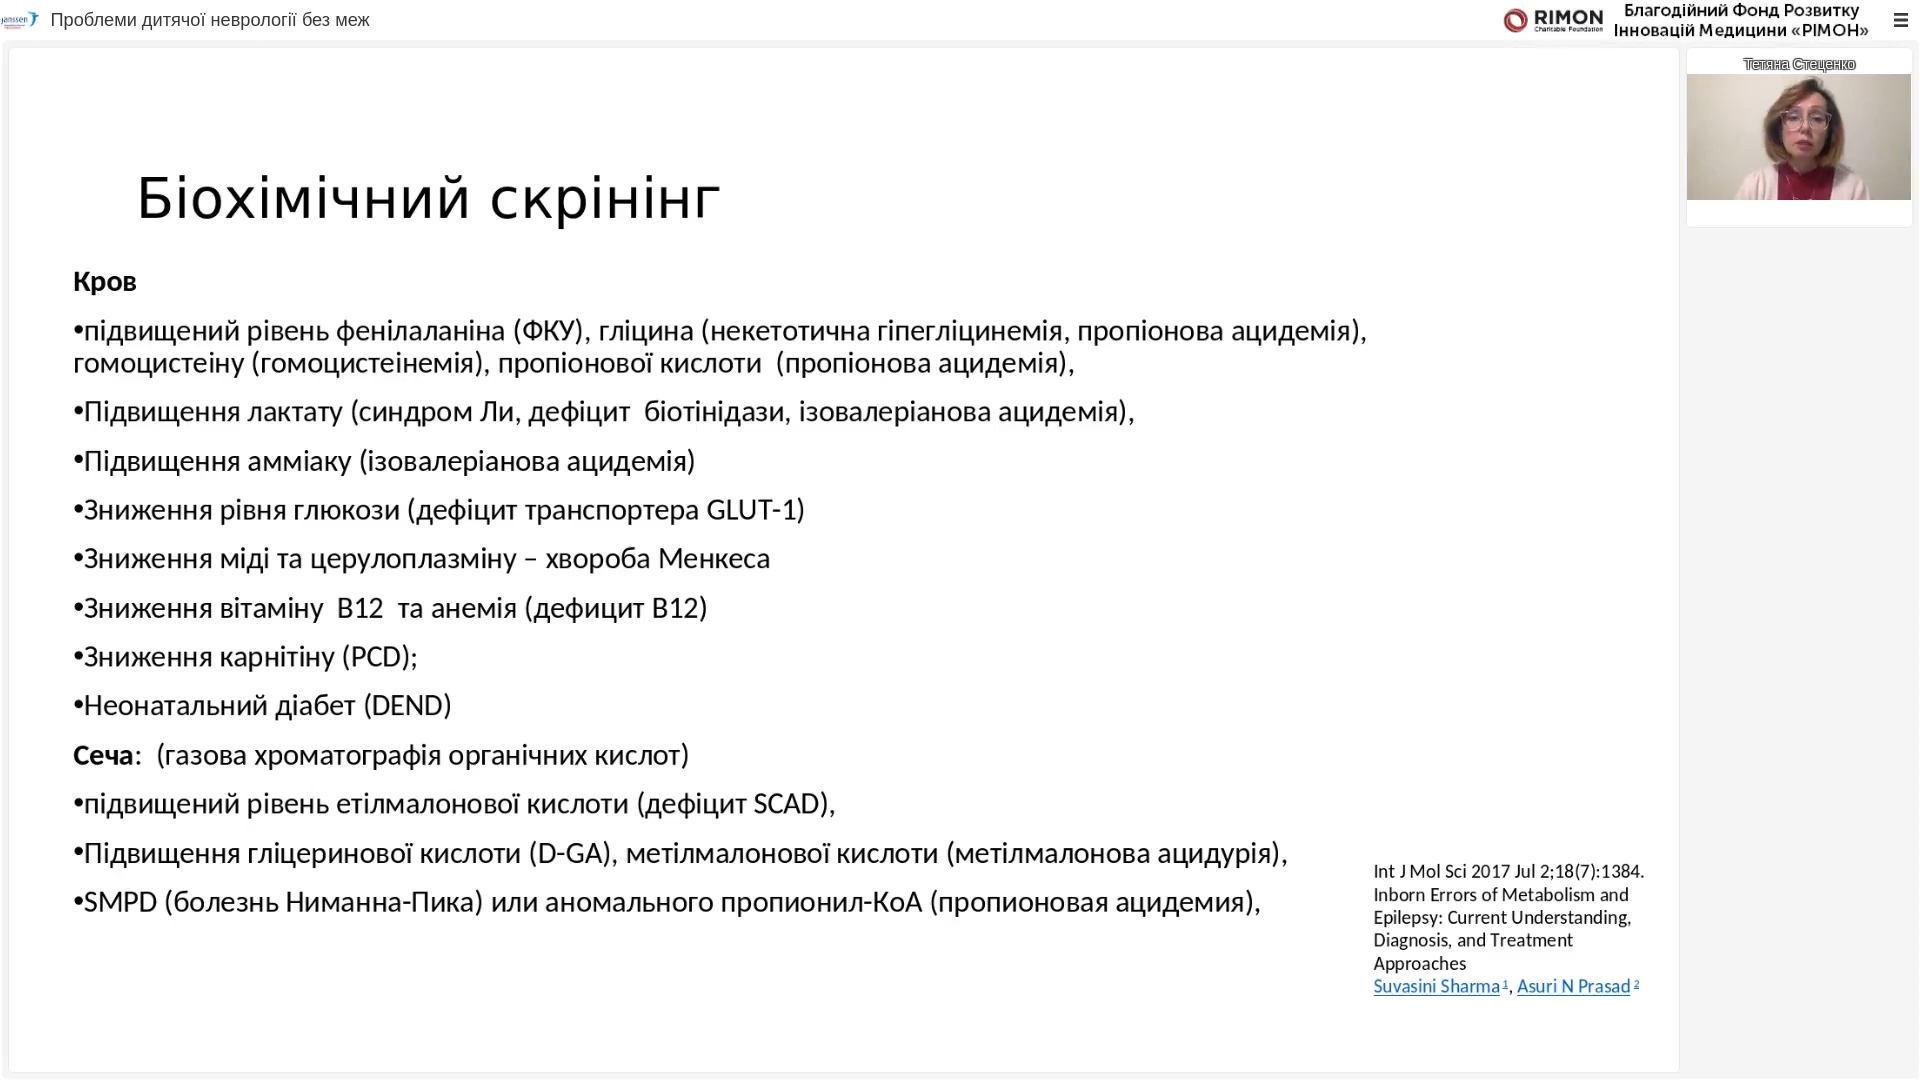 janssen
Проблеми дитячої неврології без меж
RIMON
Charitable Foundation
Благодійний Фонд Розвитку
Інновацій Медицини «РІМОН»
Тетяна Стеценко
Біохімічний скрінінг
Кров
•підвищений рівень фенілаланіна (ФКУ), гліцина (некетотична гіпегліцинемія, пропіонова ацидемія),
гомоцистеіну (гомоцистеінемія), пропіонової кислоти (пропіонова ацидемія),
•Підвищення лактату (синдром Ли, дефіцит біотінідази, ізовалеріанова ацидемія),
•Підвищення амміаку (ізовалеріанова ацидемія)
•Зниження рівня глюкози (дефіцит транспортера GLUT-1)
•Зниження міді та церулоплазміну – хвороба Менкеса
•Зниження вітаміну В12 та анемія (дефицит В12)
•Зниження карнітіну (PCD);
•Неонатальний діабет (DEND)
Сеча: (газова хроматографія органічних кислот)
•підвищений рівень етілмалонової кислоти (дефіцит SCAD),
•Підвищення гліцеринової кислоти (D-GA), метілмалонової кислоти (метілмалонова ацидурія),
•SMPD (болезнь Ниманна-Пика) или аномального пропионил-КоА (пропионовая ацидемия),
Int J Mol Sci 2017 Jul 2;18(7):1384.
Inborn Errors of Metabolism and
Epilepsy: Current Understanding,
Diagnosis, and Treatment
Approaches
Suvasini Sharma 1, Asuri N Prasad 2